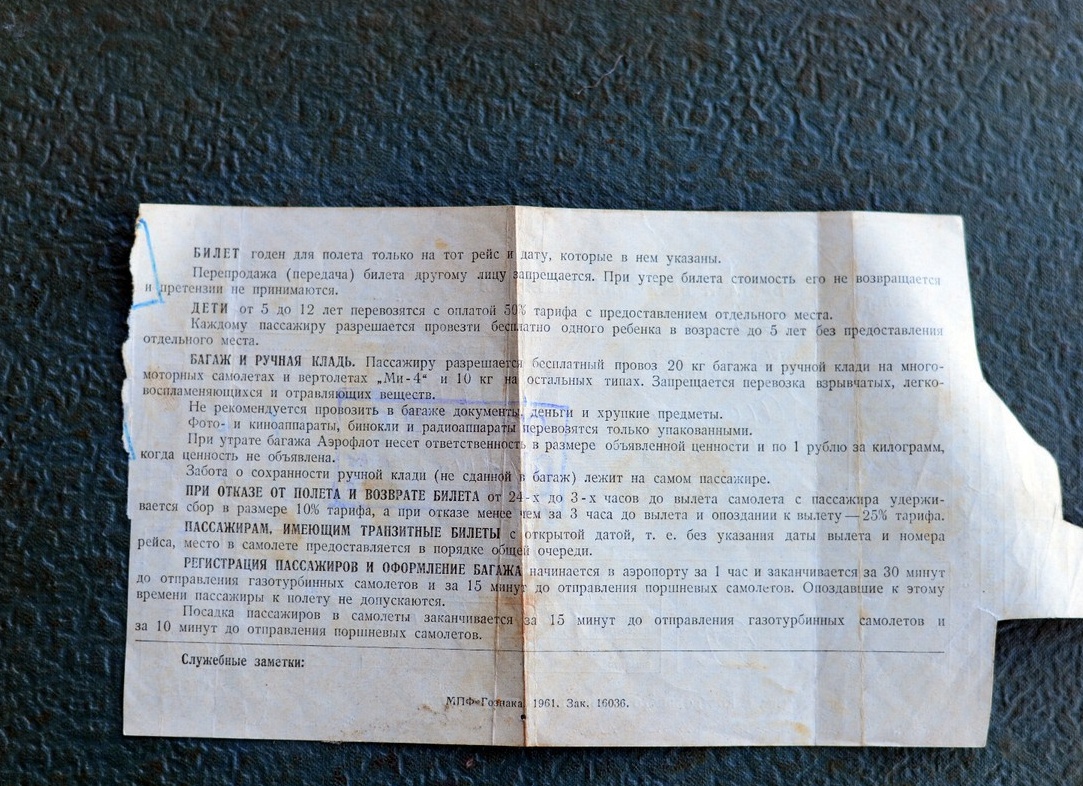 БИЛЕТ годен для полета только на тот рейс и дату, которые в нем указаны.
Перепродажа (передача) билета другому лицу запрещается. При утере билета стоимость его не возвращается
и претензии не принимаются.
ДЕТИ от 5 до 12 лет перевозятся с оплатой 50% тарифа с предоставлением отдельного места.
Каждому пассажиру разрешается провезти бесплатно одного ребенка в возрасте до 5 лет без предоставления
отдельного места.
БАГАЖ И РУЧНАЯ КЛАДЬ. Пассажиру разрешается бесплатный провоз 20 кг багажа и ручной клади на много-
моторных самолетах и вертолетах „Ми-4“ и 10 кг на остальных типах. Запрещается перевозка взрывчатых, легко-
воспламеняющихся и отравляющих веществ.
Не рекомендуется провозить в багаже документы, деньги и хрупкие предметы.
Фото- и киноаппараты, бинокли и радиоаппараты перевозятся только упакованными.
При утрате багажа Аэрофлот несет ответственность в размере объявленной ценности и по 1 рублю за килограмм,
когда ценность не объявлена.
Забота о сохранности ручной клади (не сданной в багаж) лежит на самом пассажире.
ПРИ ОТКАЗЕ ОТ ПОЛЕТА И ВОЗВРАТЕ БИЛЕТА от 24-х до 3-х часов до вылета самолета с пассажира удержи-
вается сбор в размере 10% тарифа, а при отказе менее чем за 3 часа до вылета и опоздании к вылету—25% тарифа.
ПАССАЖИРАМ, ИМЕЮЩИМ ТРАНЗИТНЫЕ БИЛЕТЫ с открытой датой, т. е. без указания даты вылета и номера
рейса, место в самолете предоставляется в порядке общей очереди.
РЕГИСТРАЦИЯ ПАССАЖИРОВ И ОФОРМЛЕНИЕ БАГАЖА начинается в аэропорту за 1 час и заканчивается за 30 минут
до отправления газотурбинных самолетов и за 15 минут до отправления поршневых самолетов. Опоздавшие к этому
времени пассажиры к полету не допускаются.
Посадка пассажиров в самолеты заканчивается за 15 минут до отправления газотурбинных самолетов и
за 10 минут до отправления поршневых самолетов.
Служебные заметки:
МПФ Гознака. 1961. Зак. 16036.